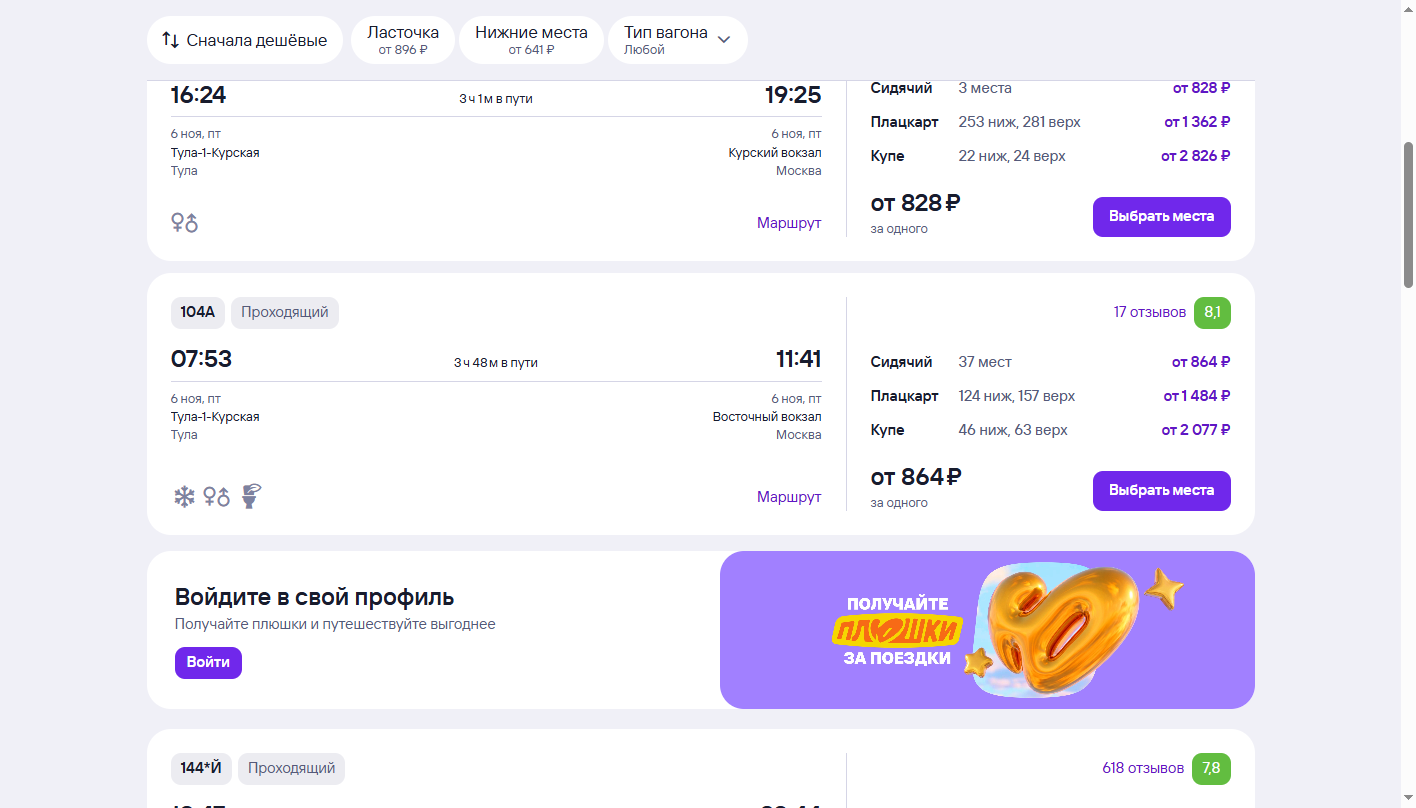 Сначала дешёвые
Ласточка
от 896 ₽
Нижние места
от 641 ₽
Тип вагона
Любой
16:24
3 ч 1 м в пути
19:25
6 ноя, пт
6 ноя, пт
Тула-1-Курская
Курский вокзал
Тула
Москва
Маршрут
Сидячий 3 места от 828 ₽
Плацкарт 253 ниж, 281 верх от 1 362 ₽
Купе 22 ниж, 24 верх от 2 826 ₽
от 828 ₽
за одного
Выбрать места
104А
Проходящий
07:53
3 ч 48 м в пути
11:41
6 ноя, пт
6 ноя, пт
Тула-1-Курская
Восточный вокзал
Тула
Москва
Маршрут
17 отзывов 8,1
Сидячий 37 мест от 864 ₽
Плацкарт 124 ниж, 157 верх от 1 484 ₽
Купе 46 ниж, 63 верх от 2 077 ₽
от 864 ₽
за одного
Выбрать места
Войдите в свой профиль
Получайте плюшки и путешествуйте выгоднее
Войти
ПОЛУЧАЙТЕ
ПЛЮШКИ
ЗА ПОЕЗДКИ
144*Й
Проходящий
618 отзывов 7,8